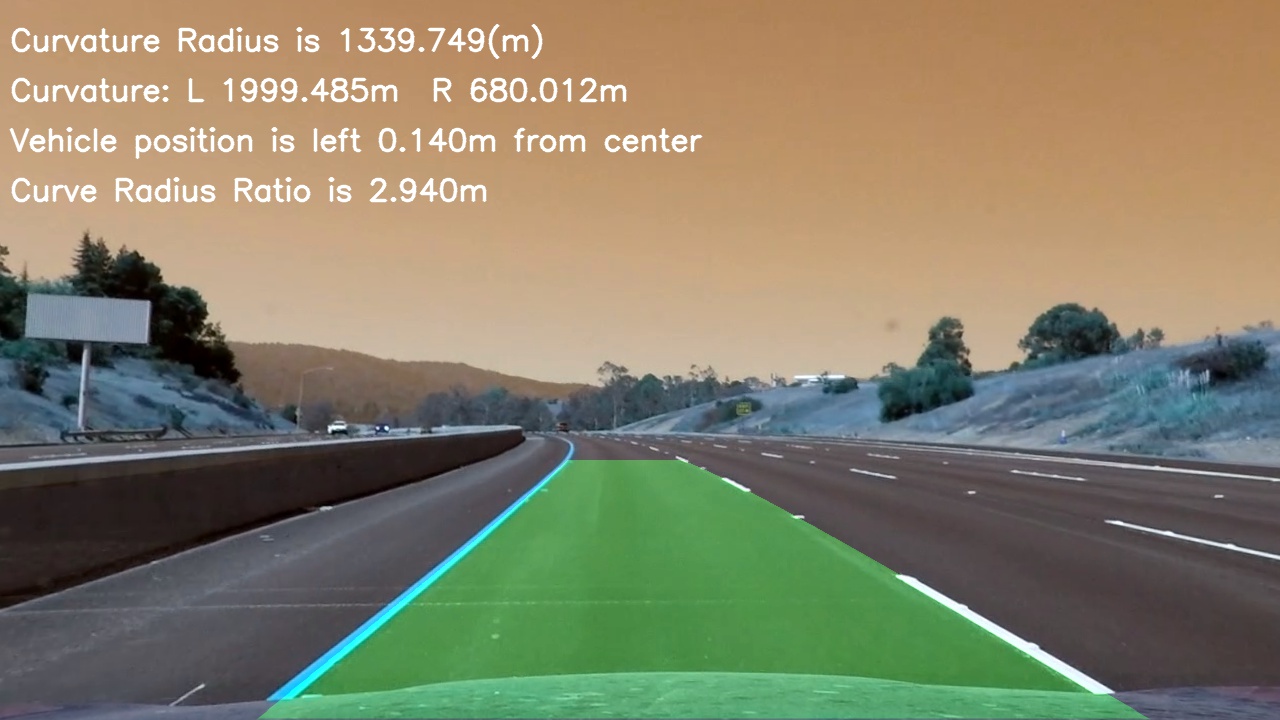 Curvature Radius is 1339.749(m)
Curvature: L 1999.485m R 680.012m
Vehicle position is left 0.140m from center
Curve Radius Ratio is 2.940m